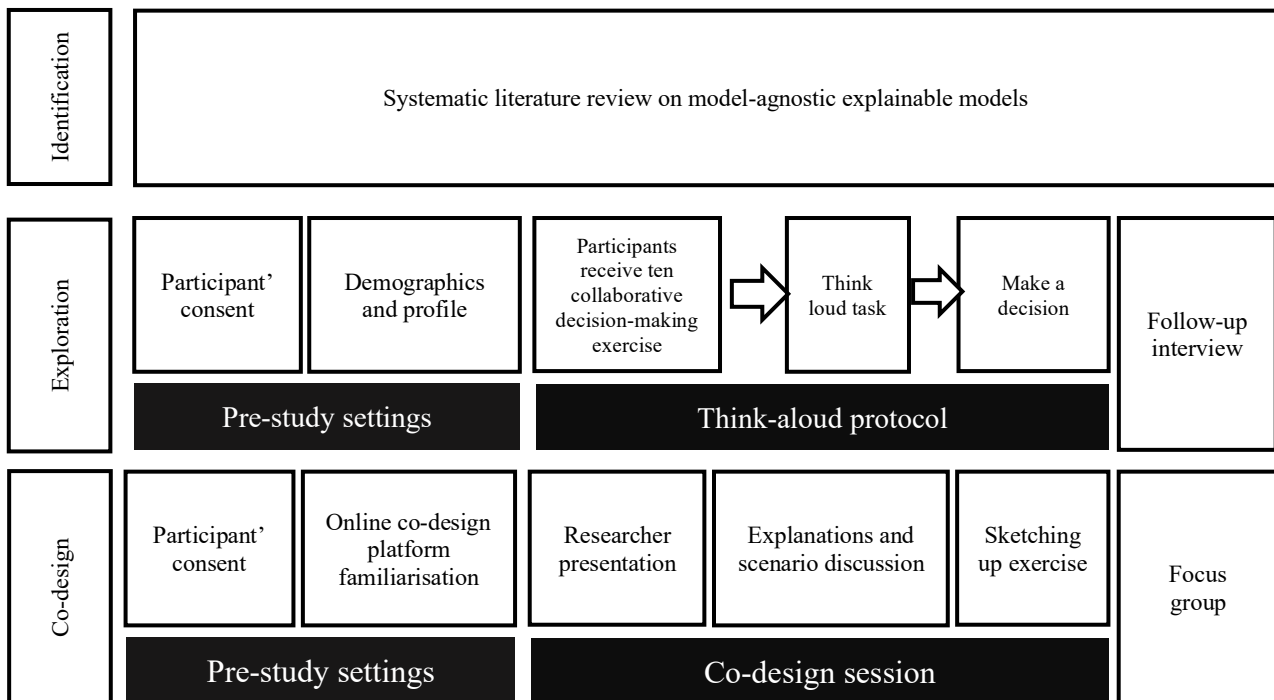 Identification
Systematic literature review on model-agnostic explainable models
Exploration
Participant’
consent
Demographics
and profile
Participants
receive ten
collaborative
decision-making
exercise
Think
loud task
Make a
decision
Follow-up
interview
Pre-study settings
Think-aloud protocol
Co-design
Participant’
consent
Online co-design
platform
familiarisation
Researcher
presentation
Explanations and
scenario discussion
Sketching
up exercise
Focus
group
Pre-study settings
Co-design session